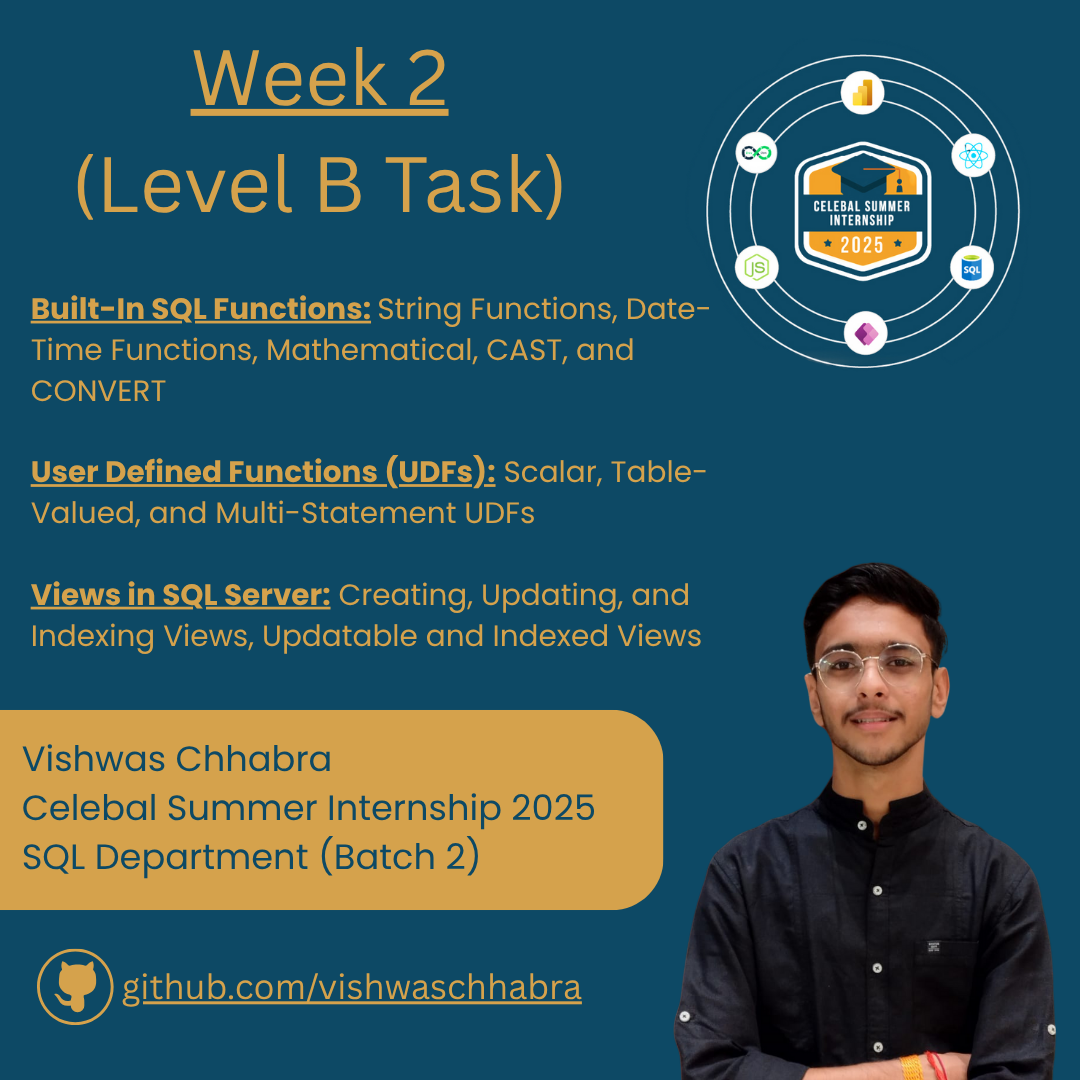 Week 2
(Level B Task)
CELEBAL SUMMER
INTERNSHIP
2025
JS
SQL
Built-In SQL Functions: String Functions, Date-
Time Functions, Mathematical, CAST, and
CONVERT
User Defined Functions (UDFs): Scalar, Table-
Valued, and Multi-Statement UDFs
Views in SQL Server: Creating, Updating, and
Indexing Views, Updatable and Indexed Views
Vishwas Chhabra
Celebal Summer Internship 2025
SQL Department (Batch 2)
github.com/vishwaschhabra